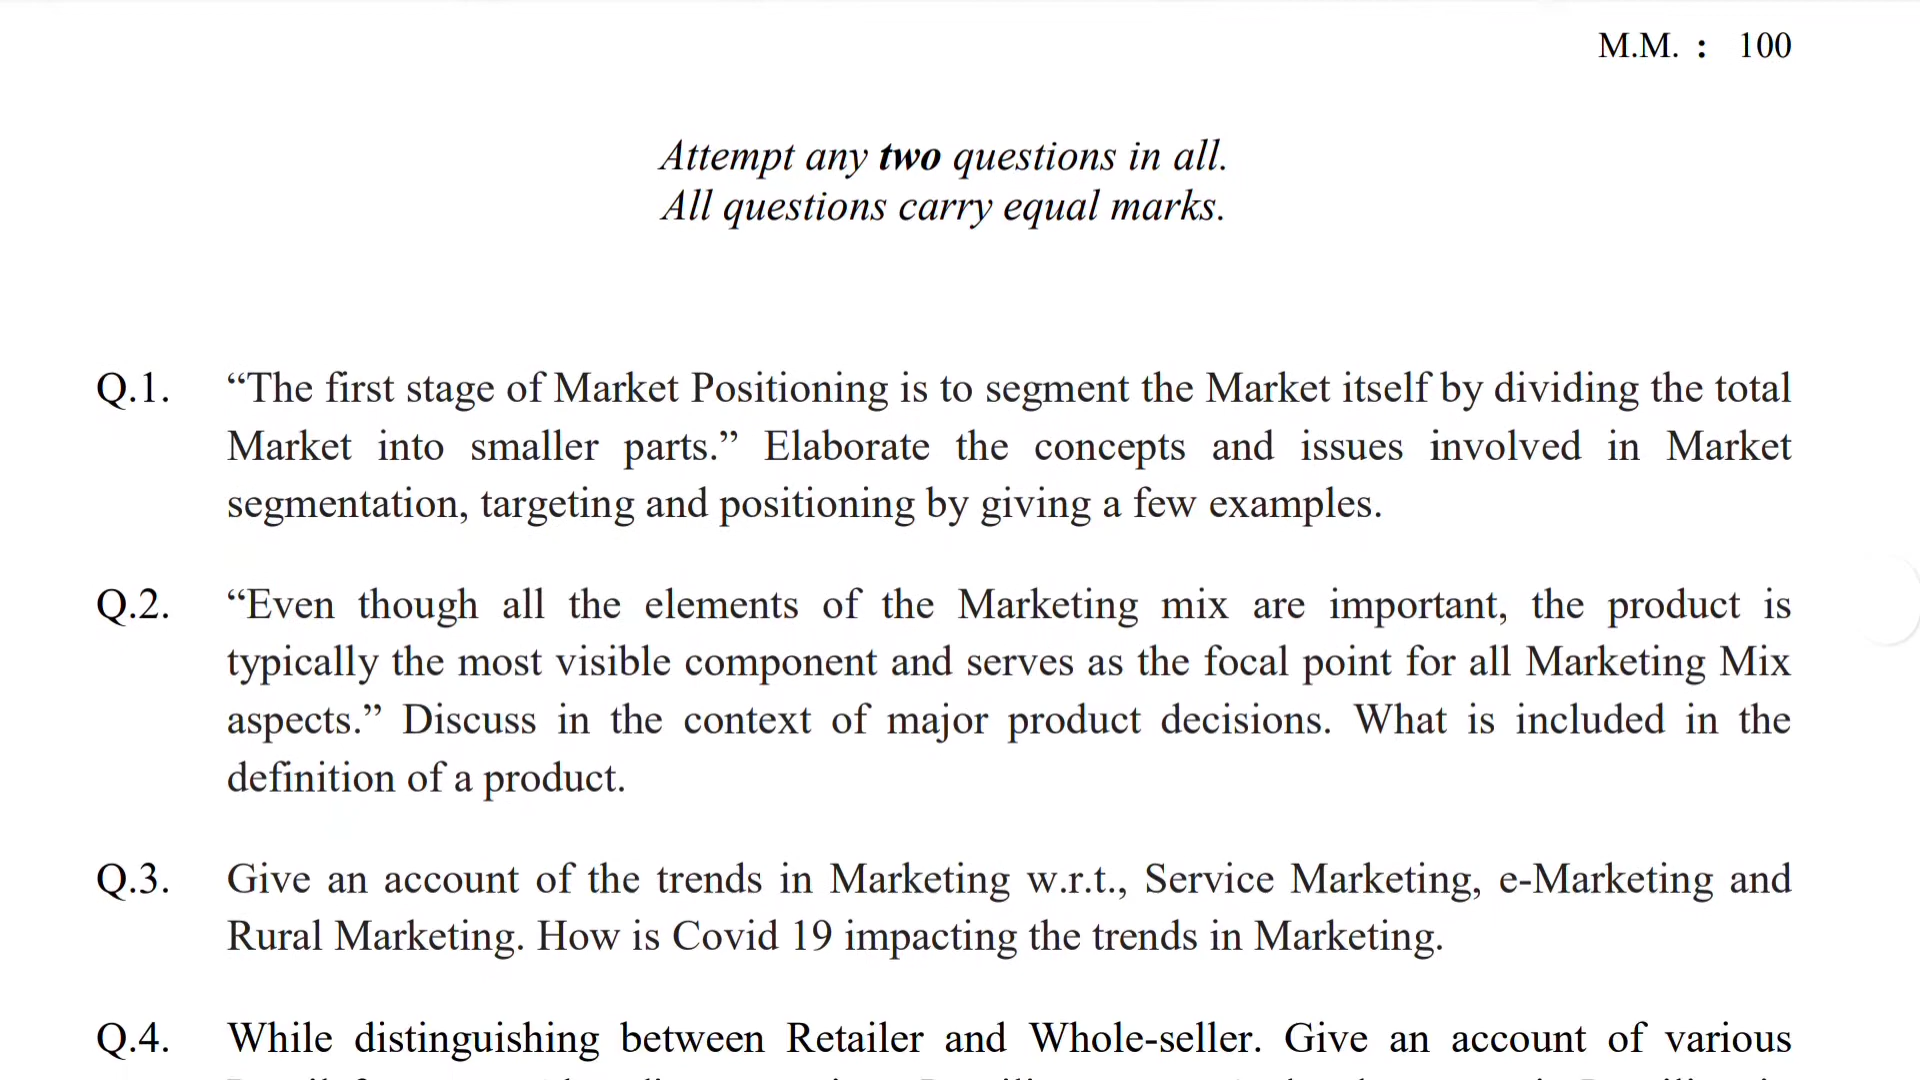 M.M. : 100
Attempt any two questions in all.
All questions carry equal marks.
Q.1. “The first stage of Market Positioning is to segment the Market itself by dividing the total
Market into smaller parts.” Elaborate the concepts and issues involved in Market
segmentation, targeting and positioning by giving a few examples.
Q.2. “Even though all the elements of the Marketing mix are important, the product is
typically the most visible component and serves as the focal point for all Marketing Mix
aspects.” Discuss in the context of major product decisions. What is included in the
definition of a product.
Q.3. Give an account of the trends in Marketing w.r.t., Service Marketing, e-Marketing and
Rural Marketing. How is Covid 19 impacting the trends in Marketing.
Q.4. While distinguishing between Retailer and Whole-seller. Give an account of various